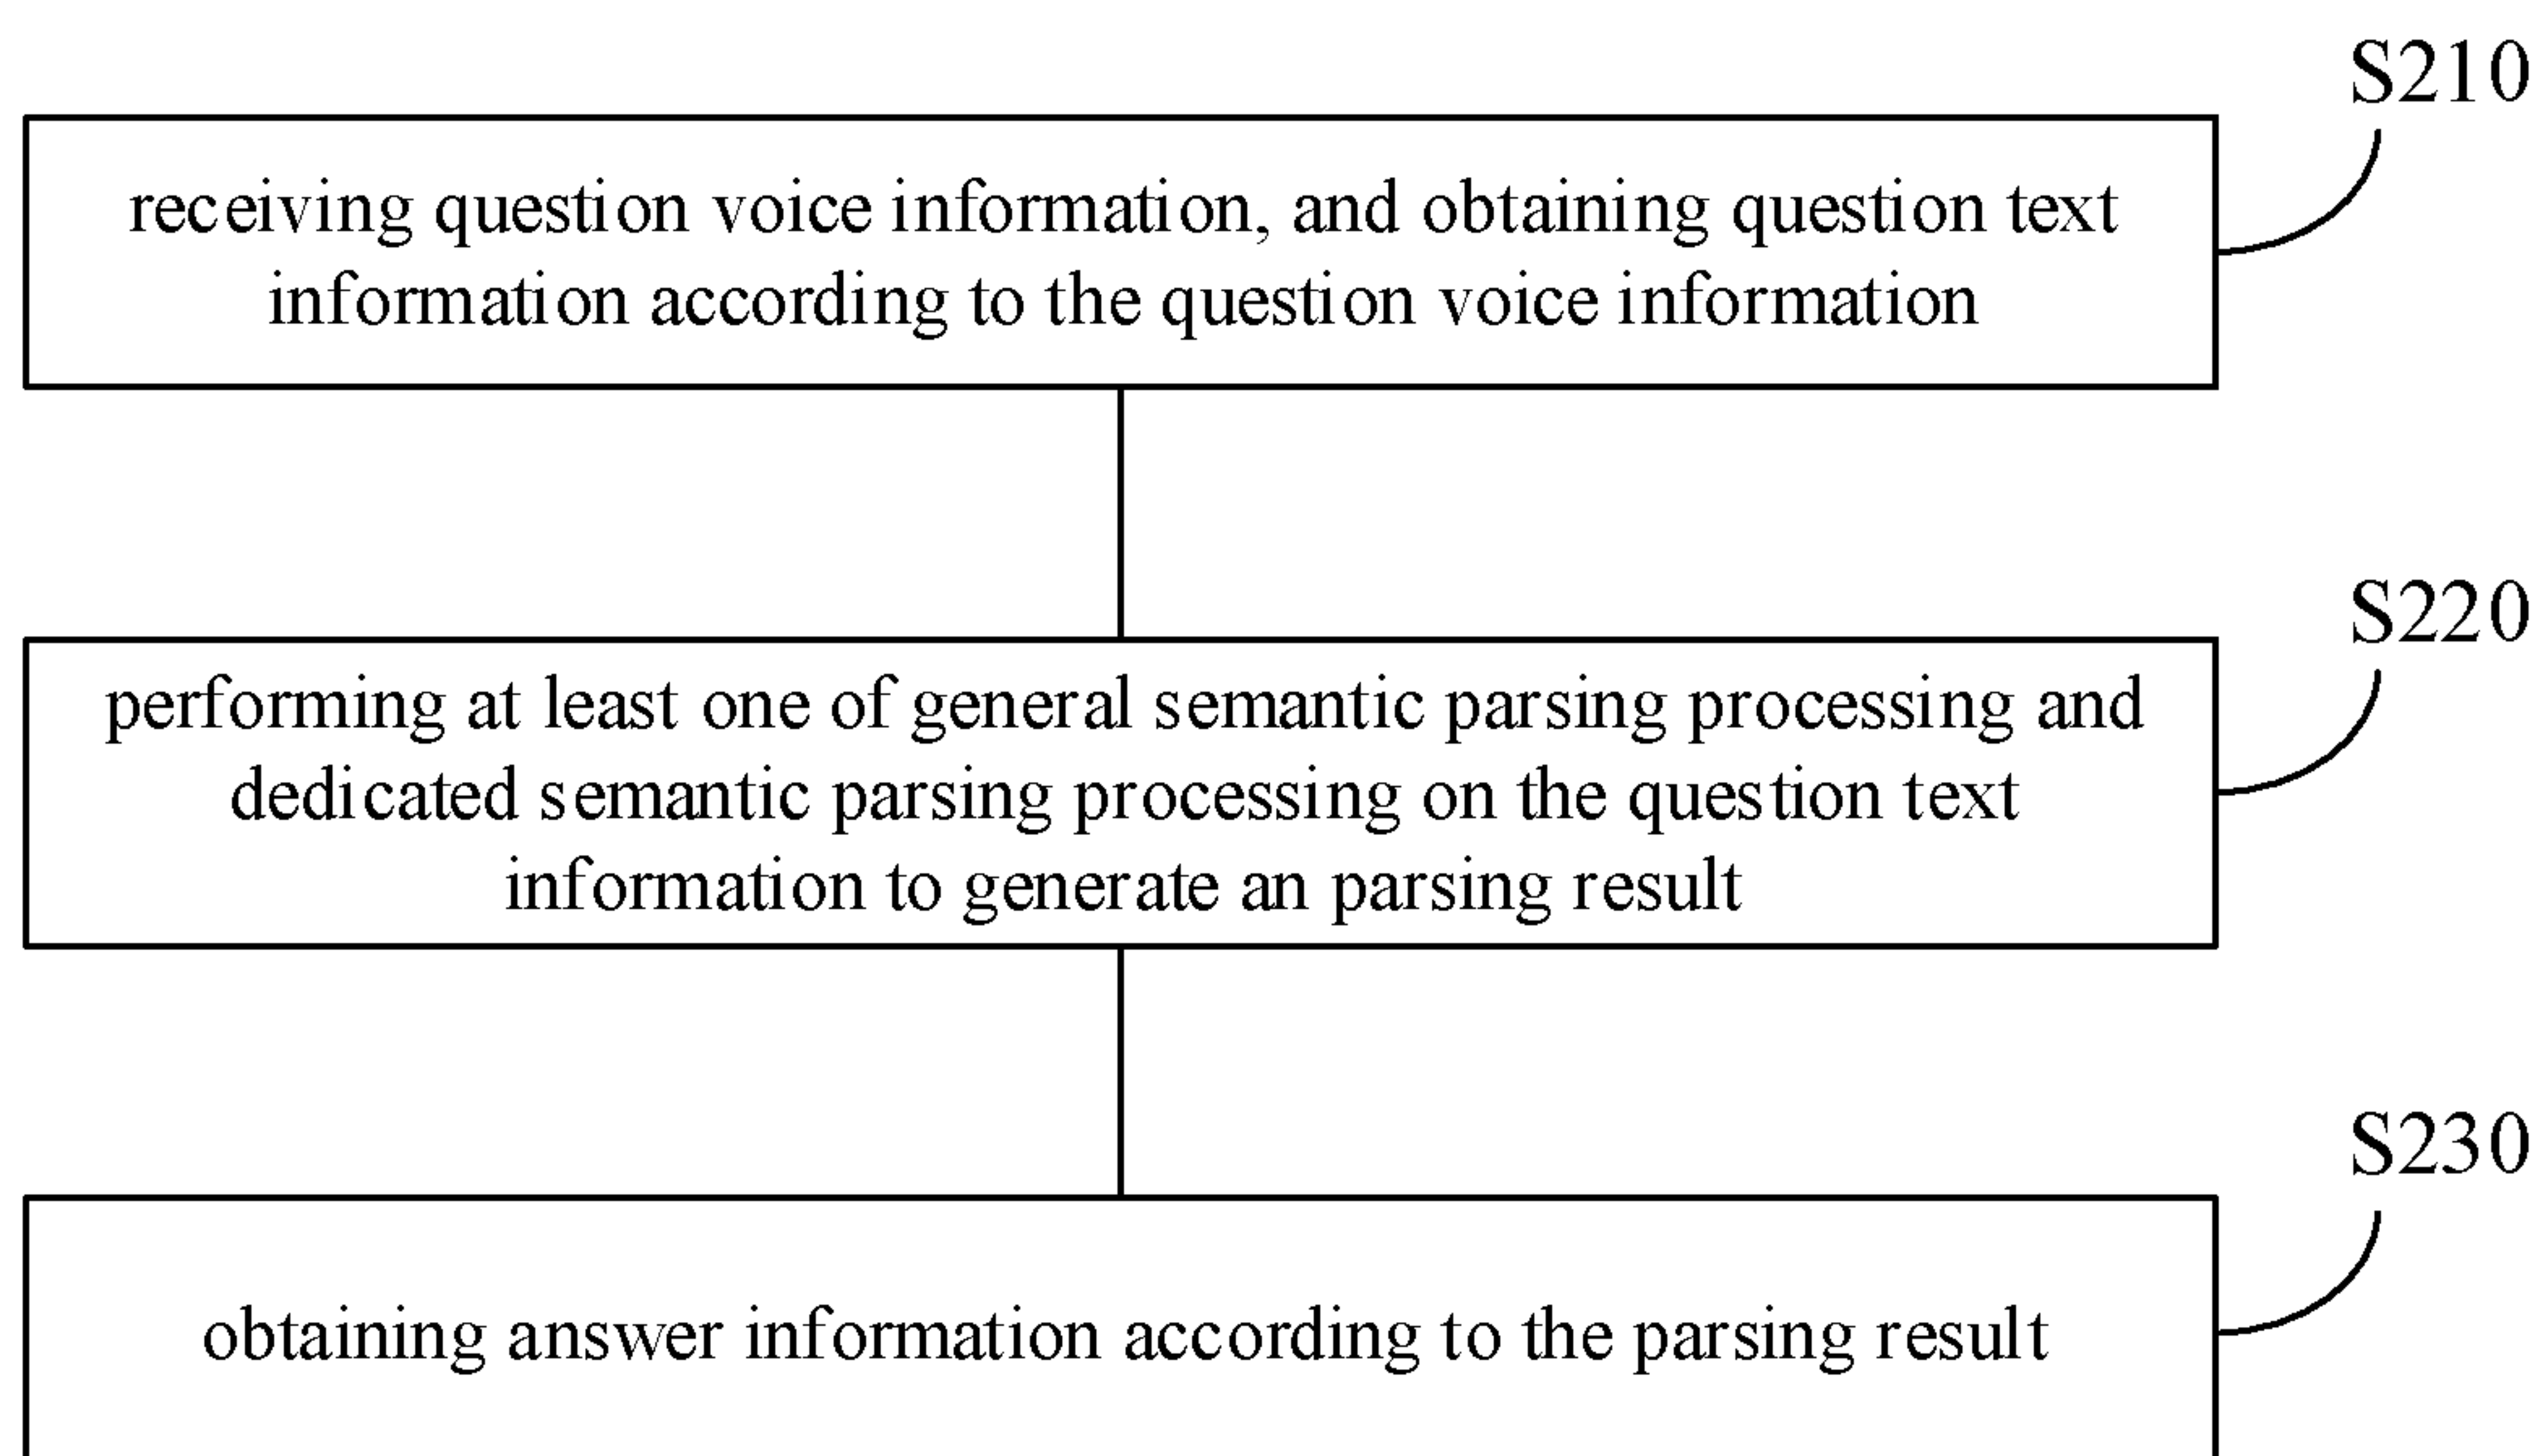 S210
receiving question voice information, and obtaining question text
information according to the question voice information
S220
performing at least one of general semantic parsing processing and
dedicated semantic parsing processing on the question text
information to generate an parsing result
S230
obtaining answer information according to the parsing result